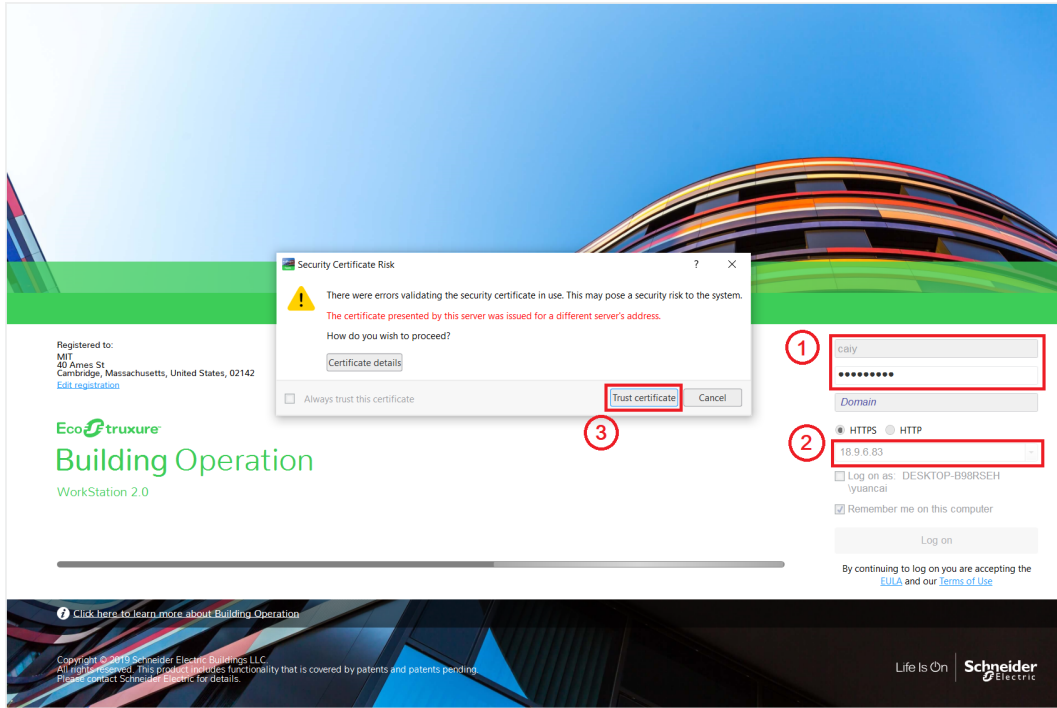 Security Certificate Risk
? ×
There were errors validating the security certificate in use. This may pose a security risk to the system.
The certificate presented by this server was issued for a different server's address.
How do you wish to proceed?
Certificate details
Always trust this certificate
Trust certificate
Cancel
3
Registered to:
MIT
40 Ames St
Cambridge, Massachusetts, United States, 02142
Edit registration
EcoStruxure
Building Operation
WorkStation 2.0
1
caiy
●●●●●●●●●
Domain
HTTPS HTTP
2
18.9.6.83
Log on as: DESKTOP-B98RSEH
\yuancai
Remember me on this computer
Log on
By continuing to log on you are accepting the
EULA and our Terms of Use
i Click here to learn more about Building Operation
Copyright © 2019 Schneider Electric Buildings LLC.
All rights reserved. This product includes functionality that is covered by patents and patents pending.
Please contact Schneider Electric for details.
Life Is On
Schneider
Electric